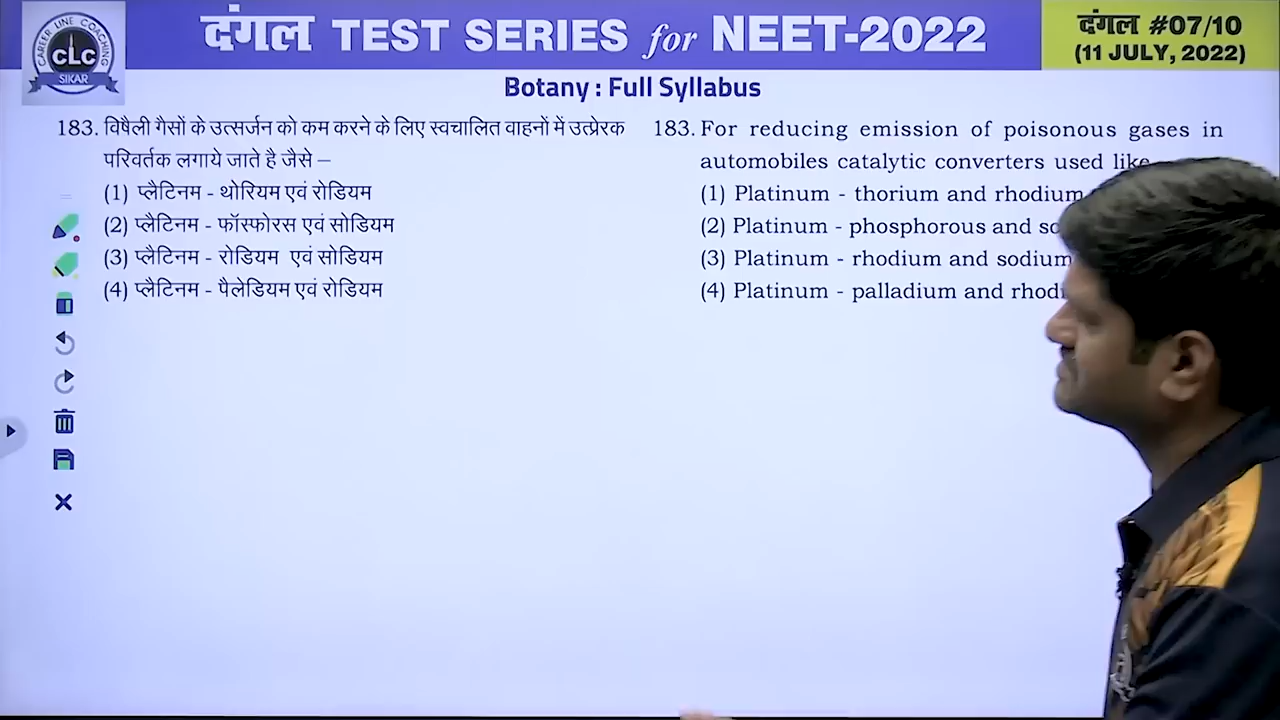 CAREER LINE COACHING
CLC
SIKAR
दंगल TEST SERIES for NEET-2022
दंगल #07/10
(11 JULY, 2022)
Botany : Full Syllabus
183. विषैली गैसों के उत्सर्जन को कम करने के लिए स्वचालित वाहनों में उत्प्रेरक
परिवर्तक लगाये जाते है जैसे –
(1) प्लैटिनम - थोरियम एवं रोडियम
(2) प्लैटिनम - फॉस्फोरस एवं सोडियम
(3) प्लैटिनम - रोडियम एवं सोडियम
(4) प्लैटिनम - पैलेडियम एवं रोडियम
183. For reducing emission of poisonous gases in
automobiles catalytic converters used like
(1) Platinum - thorium and rhodium
(2) Platinum - phosphorous and
(3) Platinum - rhodium and sodium
(4) Platinum - palladium and